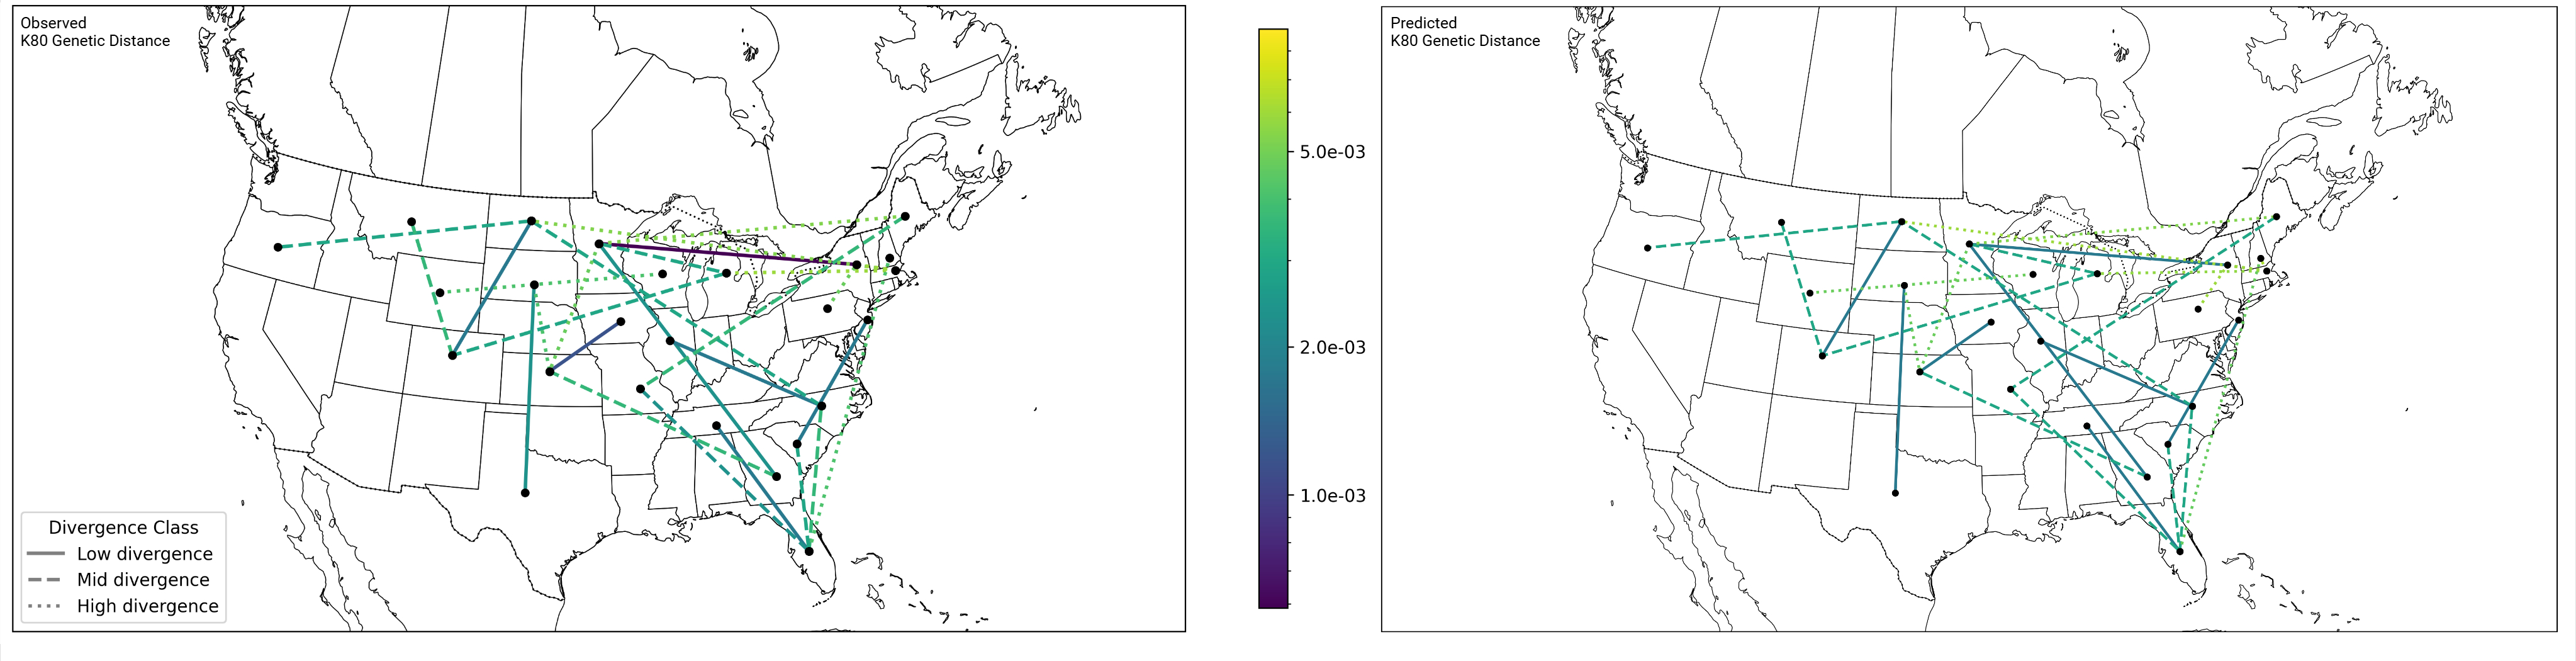 Observed
K80 Genetic Distance
Divergence Class
Low divergence
Mid divergence
High divergence
5.0e-03
2.0e-03
1.0e-03
Predicted
K80 Genetic Distance